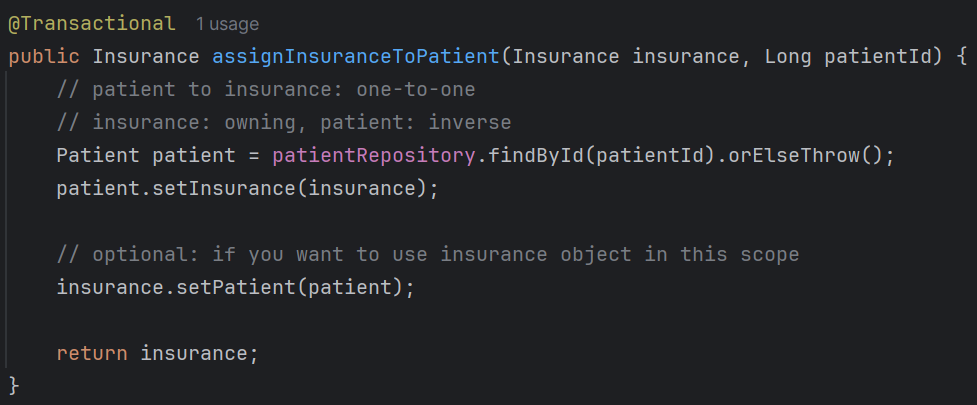 @Transactional 1 usage
public Insurance assignInsuranceToPatient(Insurance insurance, Long patientId) {
// patient to insurance: one-to-one
// insurance: owning, patient: inverse
Patient patient = patientRepository.findById(patientId).orElseThrow();
patient.setInsurance(insurance);
// optional: if you want to use insurance object in this scope
insurance.setPatient(patient);
return insurance;
}